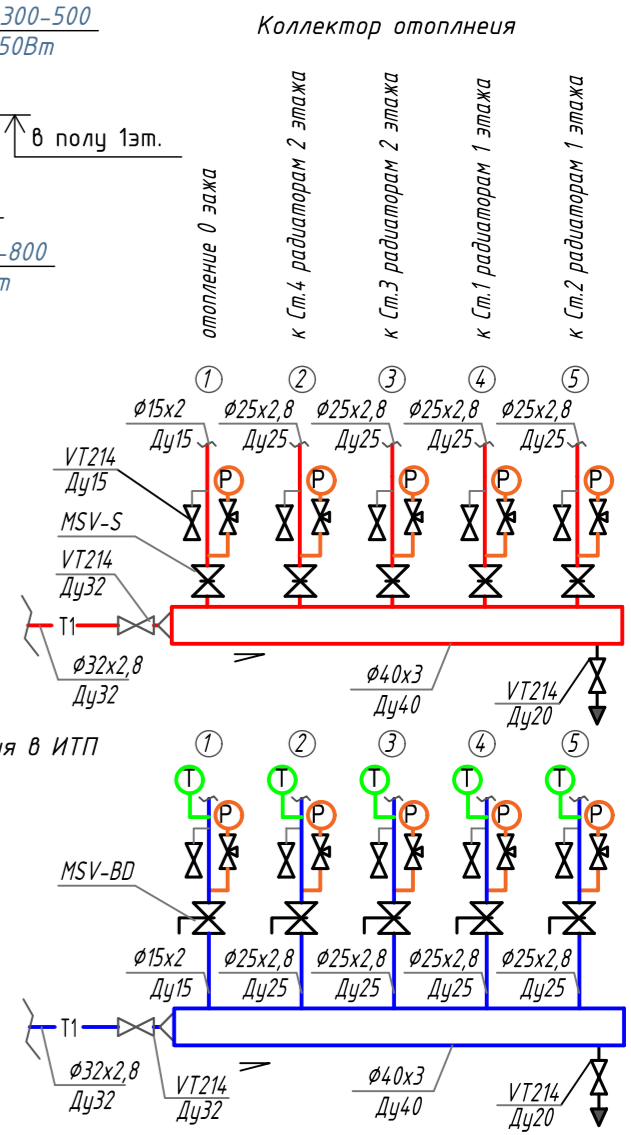 300-500
50Вт
Коллектор отоплнеия
в полу 1эт.
-800
т
отопление 0 эажа
к Ст.4 радиаторам 2 этажа
к Ст.3 радиаторам 2 этажа
к Ст.1 радиаторам 1 этажа
к Ст.2 радиаторам 1 этажа
1 2 3 4 5
Ф15х2 Ф25х2,8 Ф25х2,8 Ф25х2,8 Ф25х2,8
Ду15 Ду25 Ду25 Ду25 Ду25
VT214
Ду15
P P P P P
MSV-S
VT214
Ду32
Т1
Ф32х2,8
Ду32
Ф40х3
Ду40
VT214
Ду20
ия в ИТП
1 2 3 4 5
T T T T T
P P P P P
MSV-BD
Ф15х2 Ф25х2,8 Ф25х2,8 Ф25х2,8 Ф25х2,8
Ду15 Ду25 Ду25 Ду25 Ду25
Т1
Ф32х2,8
Ду32
VT214
Ду32
Ф40х3
Ду40
VT214
Ду20